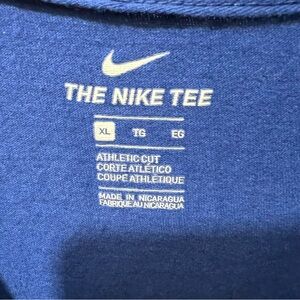 THE NIKE TEE
XL TG EG
ATHLETIC CUT
CORTE ATLÉTICO
COUPE ATHLÉTIQUE
MADE IN NICARAGUA
FABRIQUÉ AU NICARAGUA